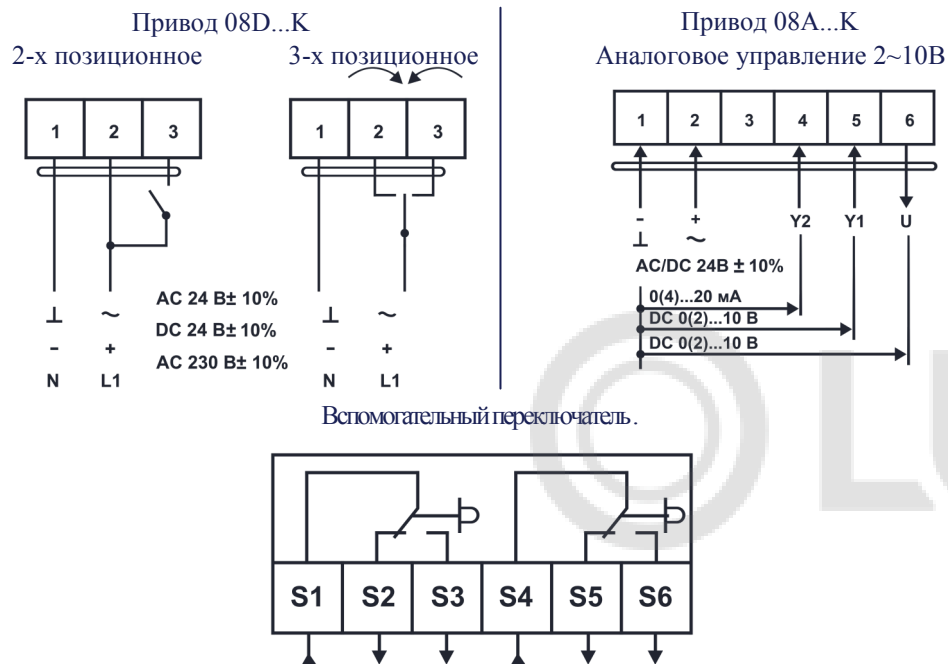 Привод 08D...K
2-х позиционное
3-х позиционное
1 2 3
1 2 3
⊥ ~
- +
N L1
AC 24 В± 10%
DC 24 В± 10%
AC 230 В± 10%
⊥ ~
- +
N L1
Привод 08A...K
Аналоговое управление 2~10В
1 2 3 4 5 6
- + Y2 Y1 U
⊥ ~
AC/DC 24В ± 10%
0(4)...20 мА
DC 0(2)...10 В
DC 0(2)...10 В
Вспомогательный переключатель.
S1 S2 S3 S4 S5 S6